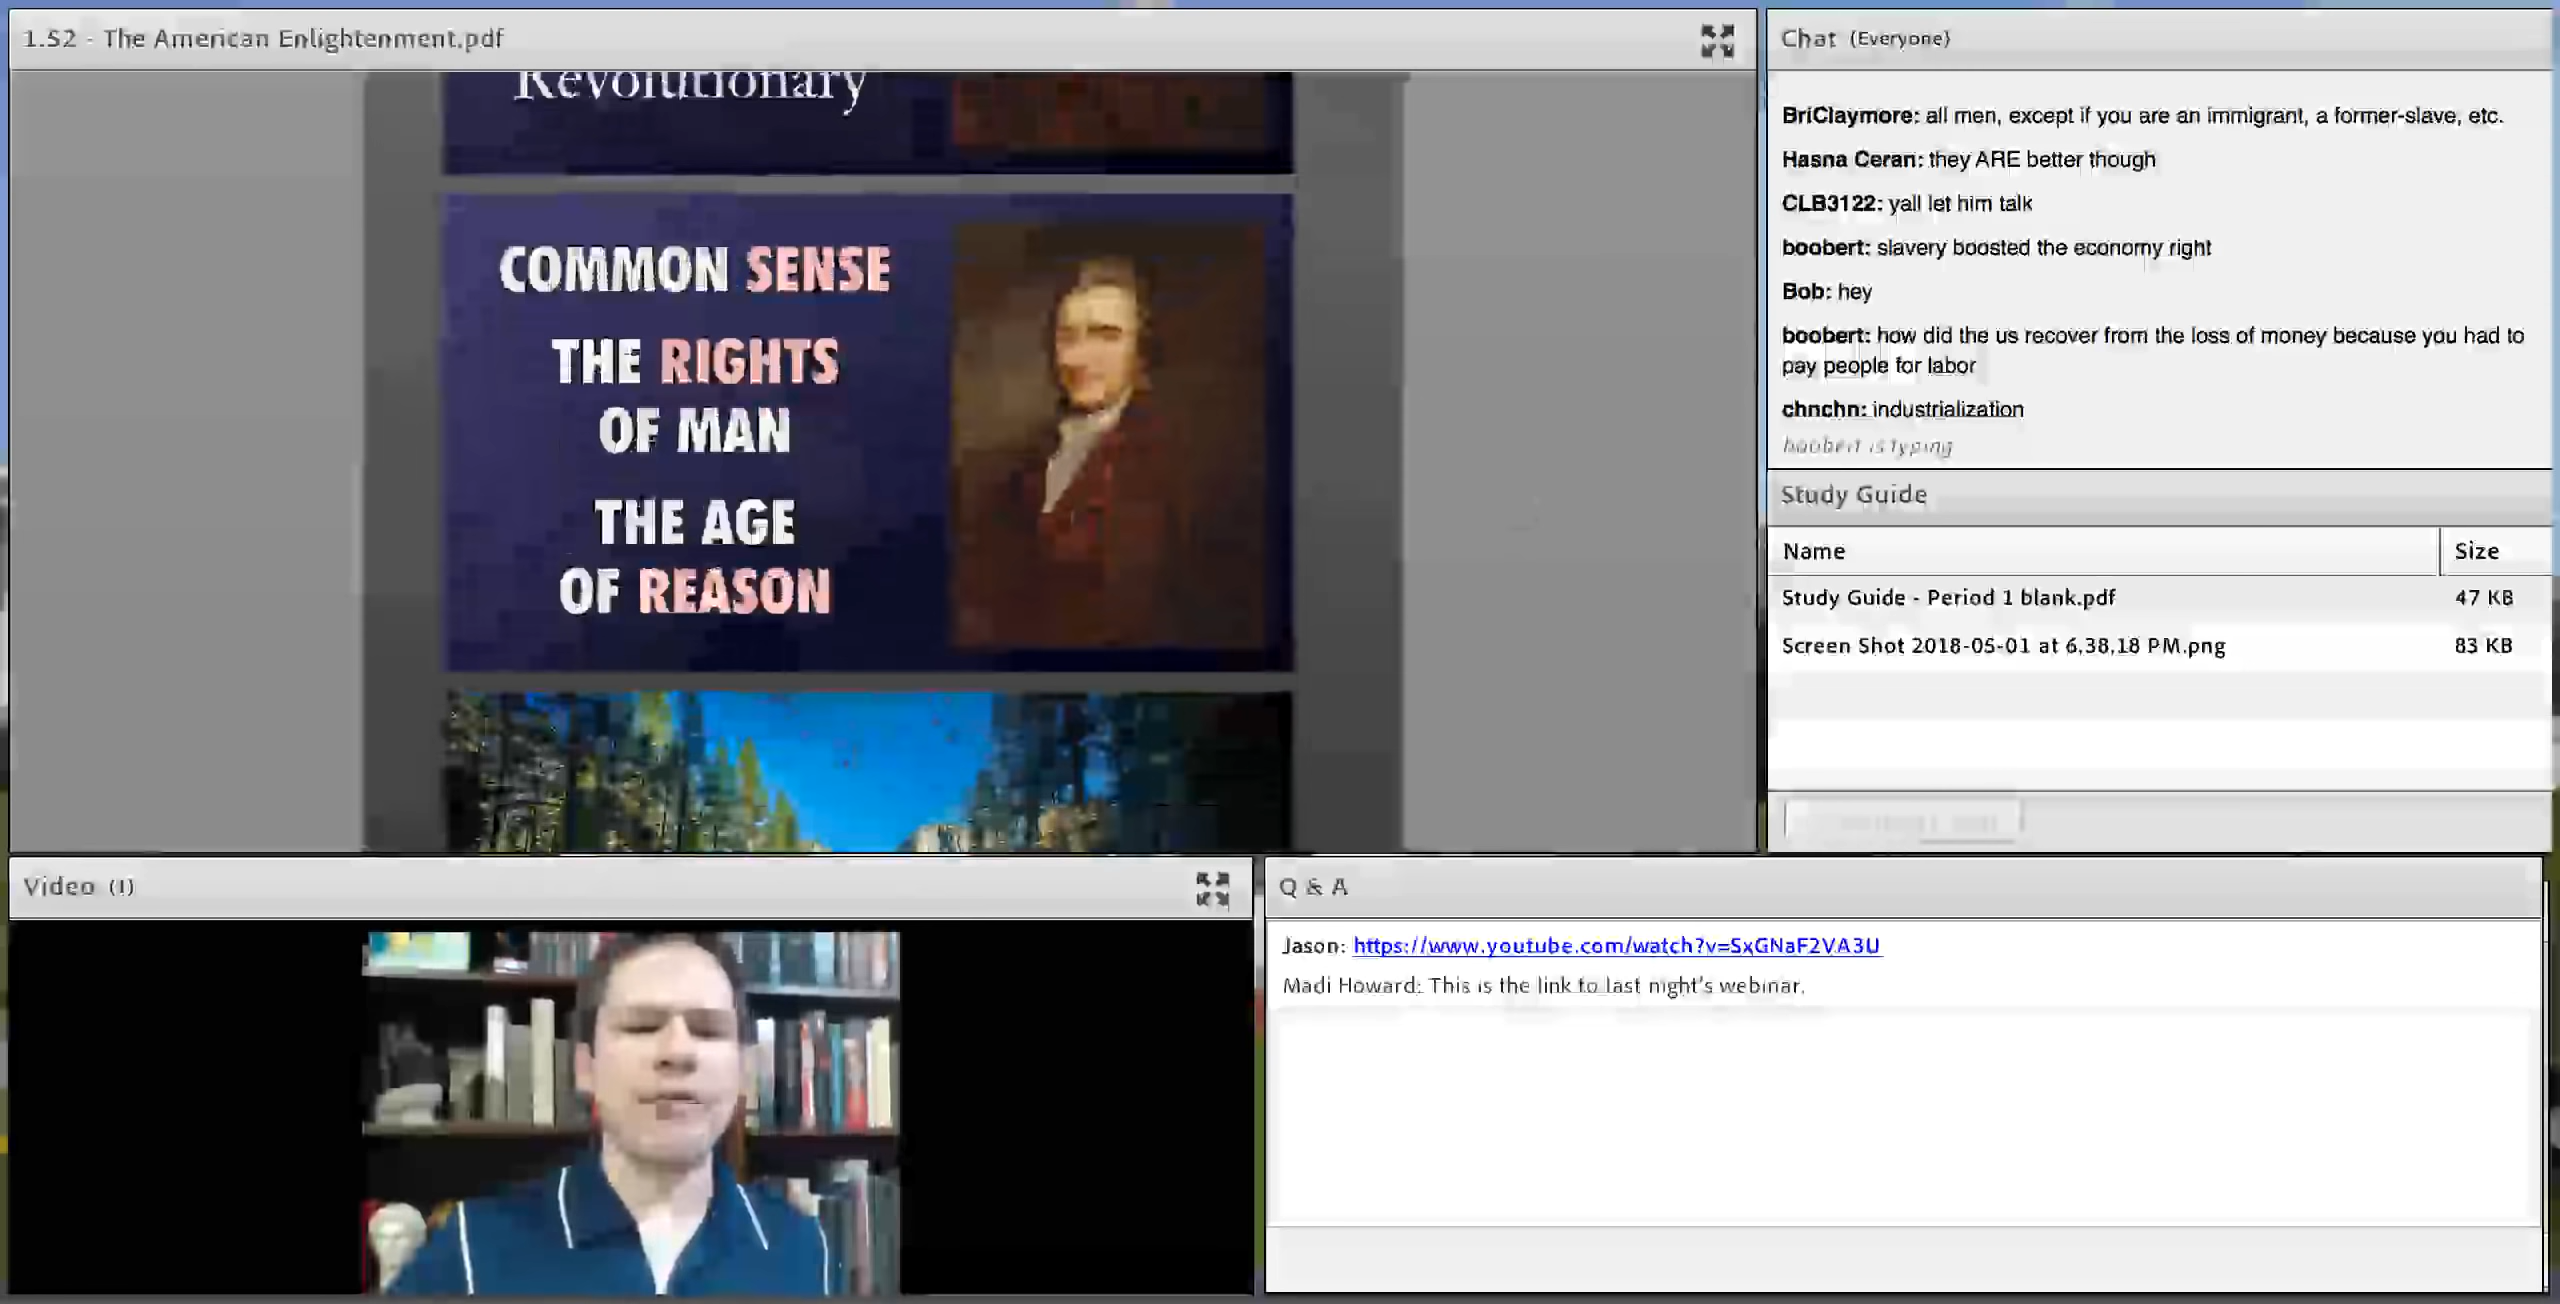 1.52 - The American Enlightenment.pdf
Revolutionary
COMMON SENSE
THE RIGHTS
OF MAN
THE AGE
OF REASON
Chat (Everyone)
BriClaymore: all men, except if you are an immigrant, a former-slave, etc.
Hasna Ceran: they ARE better though
CLB3122: yall let him talk
boobert: slavery boosted the economy right
Bob: hey
boobert: how did the us recover from the loss of money because you had to
pay people for labor
chnchn: industrialization
boobert is typing
Study Guide
Name Size
Study Guide - Period 1 blank.pdf 47 KB
Screen Shot 2018-05-01 at 6.38.18 PM.png 83 KB
Video (1)
Q & A
Jason: https://www.youtube.com/watch?v=SxGNaF2VA3U
Madi Howard: This is the link to last night's webinar.